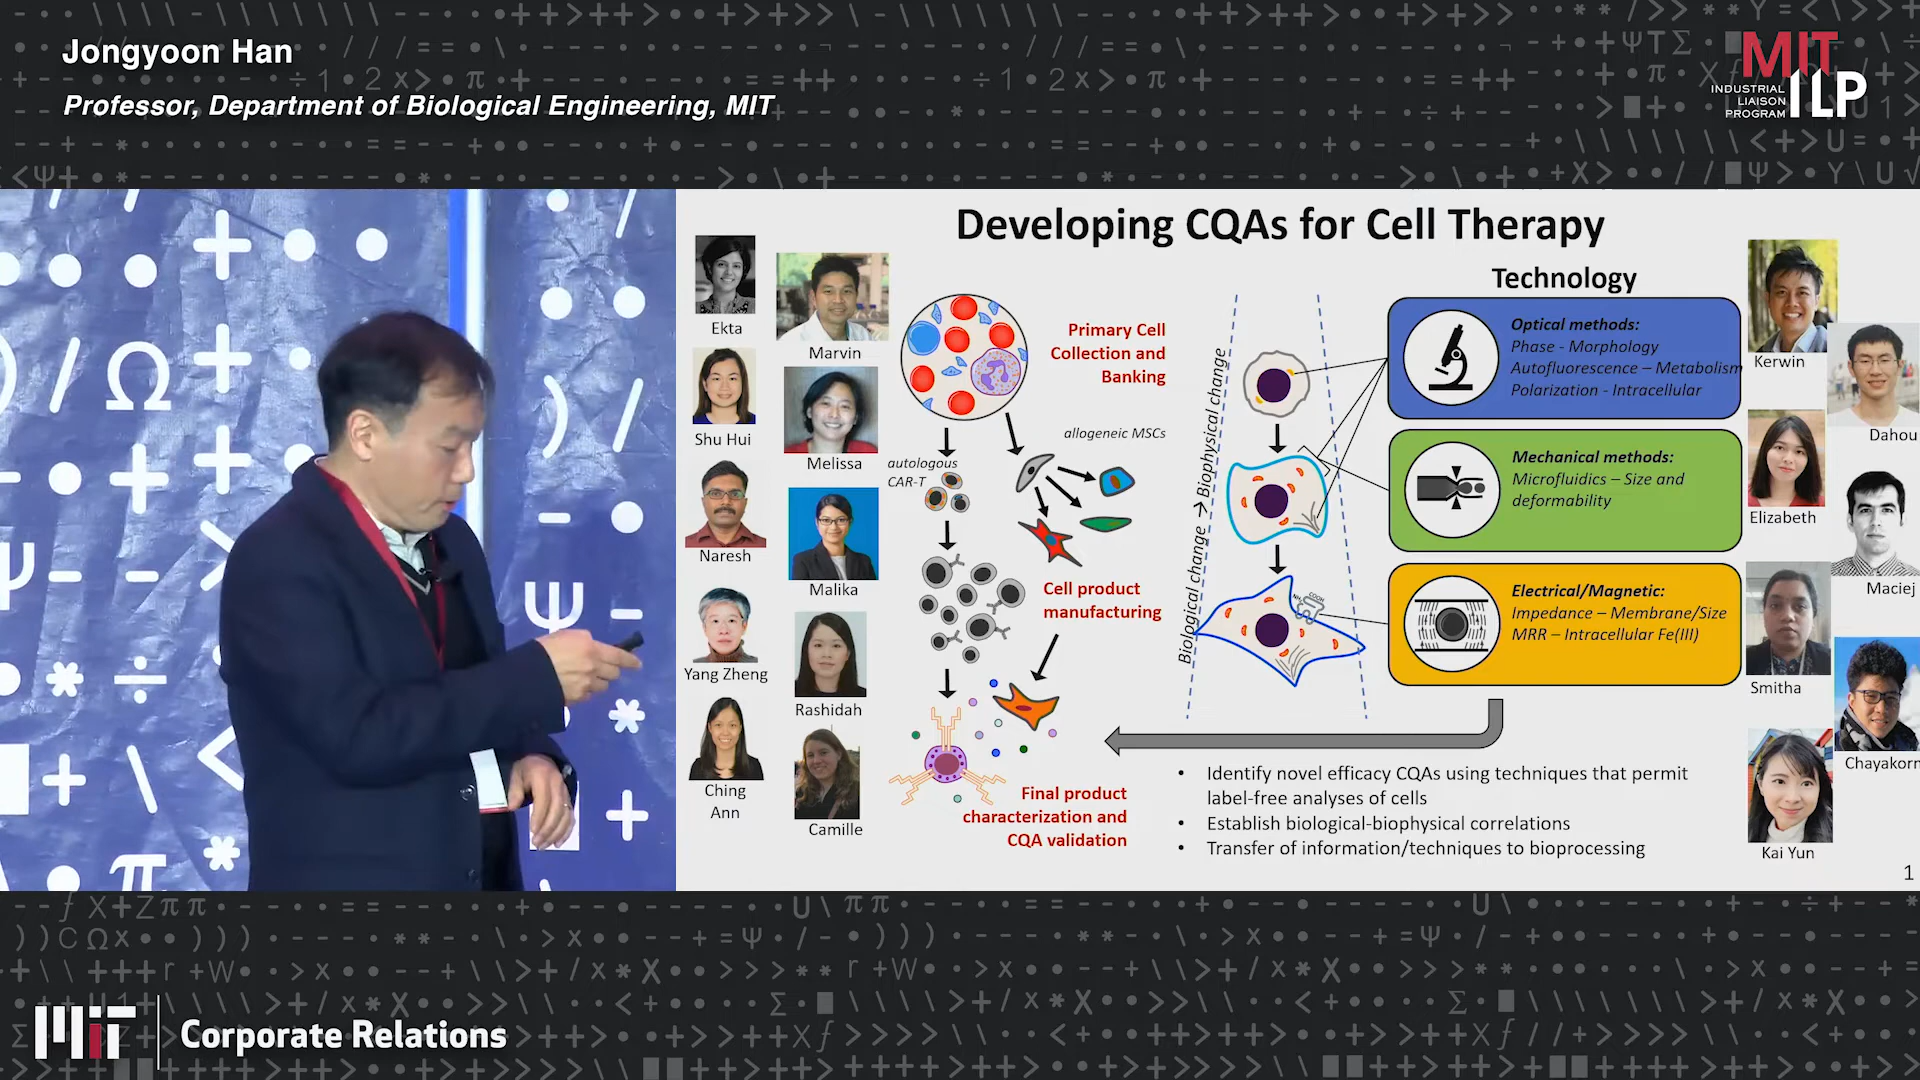 Jongyoon Han
Professor, Department of Biological Engineering, MIT
MIT
INDUSTRIAL
LIAISON
PROGRAM
ILP
Developing CQAs for Cell Therapy
Ekta
Marvin
Shu Hui
Melissa
Naresh
Malika
Yang Zheng
Rashidah
Ching
Ann
Camille
Primary Cell
Collection and
Banking
allogeneic MSCs
autologous
CAR-T
Cell product
manufacturing
Final product
characterization and
CQA validation
Biological change → Biophysical change
NH₂
COOH
Technology
Optical methods:
Phase - Morphology
Autofluorescence – Metabolism
Polarization - Intracellular
Mechanical methods:
Microfluidics – Size and
deformability
Electrical/Magnetic:
Impedance – Membrane/Size
MRR – Intracellular Fe(III)
• Identify novel efficacy CQAs using techniques that permit
label-free analyses of cells
• Establish biological-biophysical correlations
• Transfer of information/techniques to bioprocessing
Kerwin
Dahou
Elizabeth
Maciej
Smitha
Chayakorn
Kai Yun
1
MIT
Corporate Relations